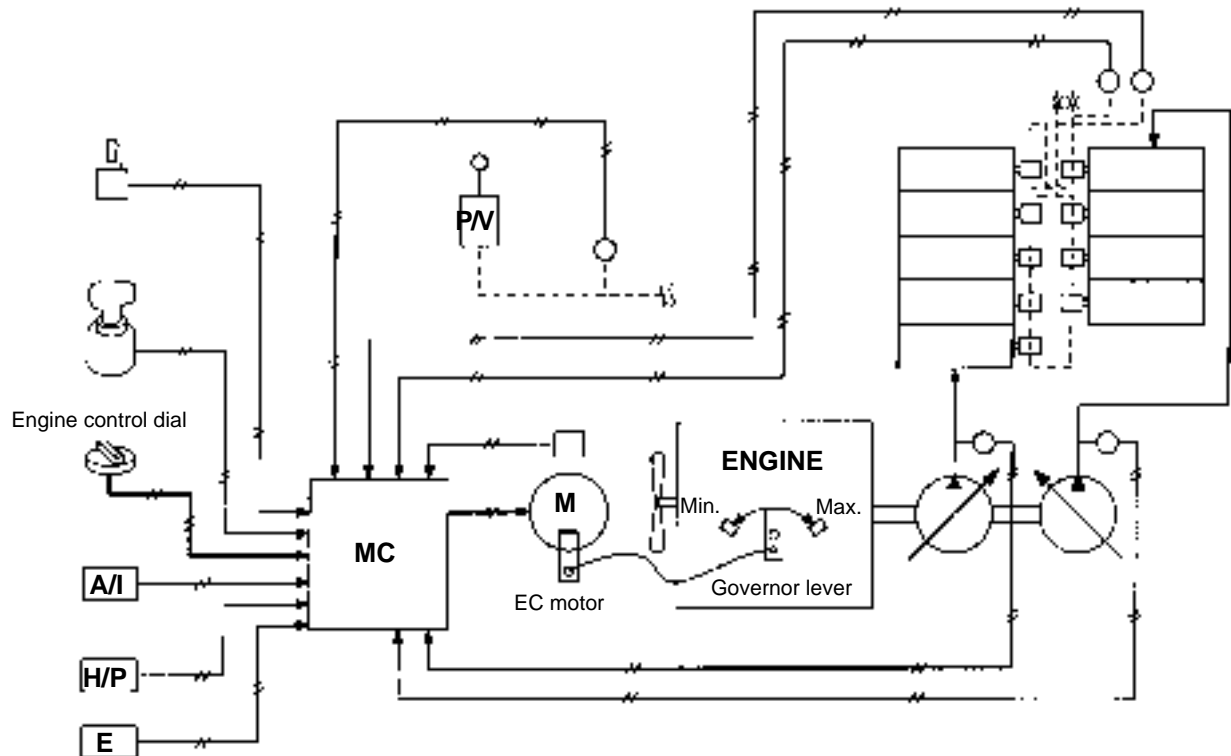 P/V
Engine control dial
ENGINE
M
Min.
Max.
MC
A/I
EC motor
Governor lever
H/P
E